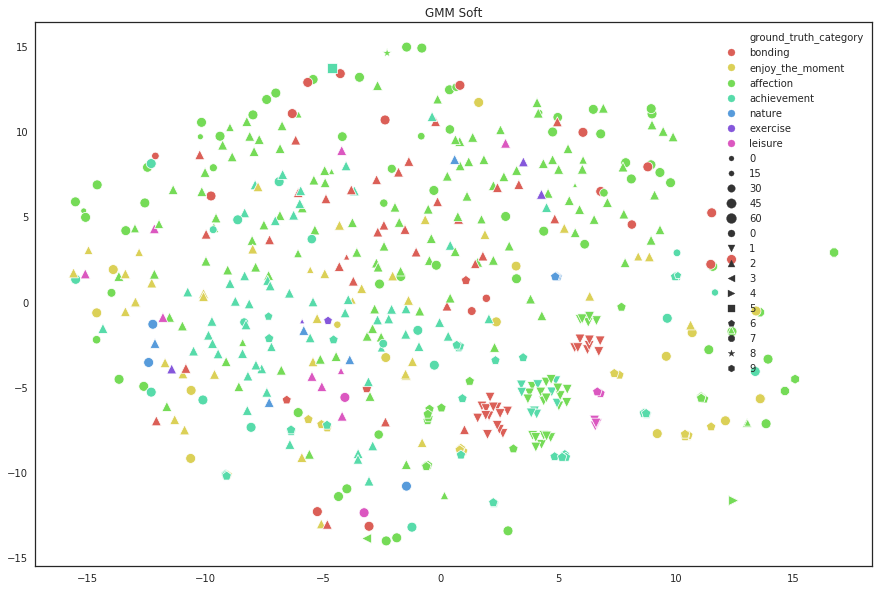 GMM Soft
ground_truth_category
bonding
enjoy_the_moment
affection
achievement
nature
exercise
leisure
0
15
30
45
60
0
1
2
3
4
5
6
7
8
9
15
10
5
0
−5
−10
−15
−15 −10 −5 0 5 10 15